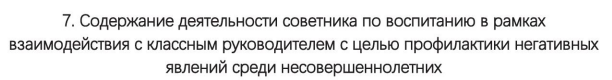 7. Содержание деятельности советника по воспитанию в рамках
взаимодействия с классным руководителем с целью профилактики негативных
явлений среди несовершеннолетних